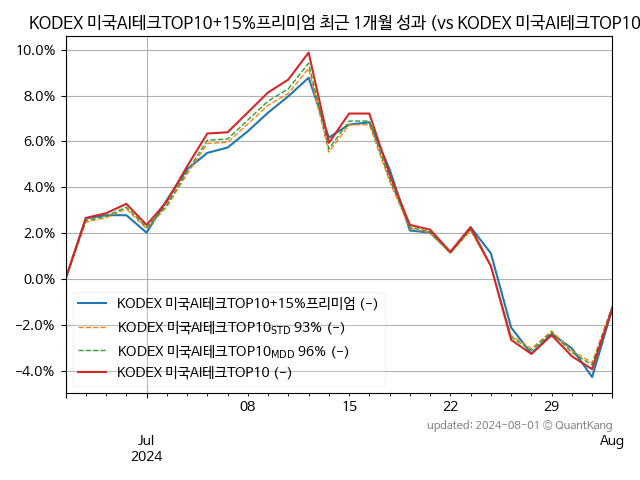 KODEX 미국AI테크TOP10+15%프리미엄 최근 1개월 성과 (vs KODEX 미국AI테크TOP10
10.0%
8.0%
6.0%
4.0%
2.0%
0.0%
−2.0%
−4.0%
KODEX 미국AI테크TOP10+15%프리미엄 (-)
KODEX 미국AI테크TOP10STD 93% (-)
KODEX 미국AI테크TOP10MDD 96% (-)
KODEX 미국AI테크TOP10 (-)
08 15 22 29
updated: 2024-08-01 © QuantKang
Jul Aug
2024